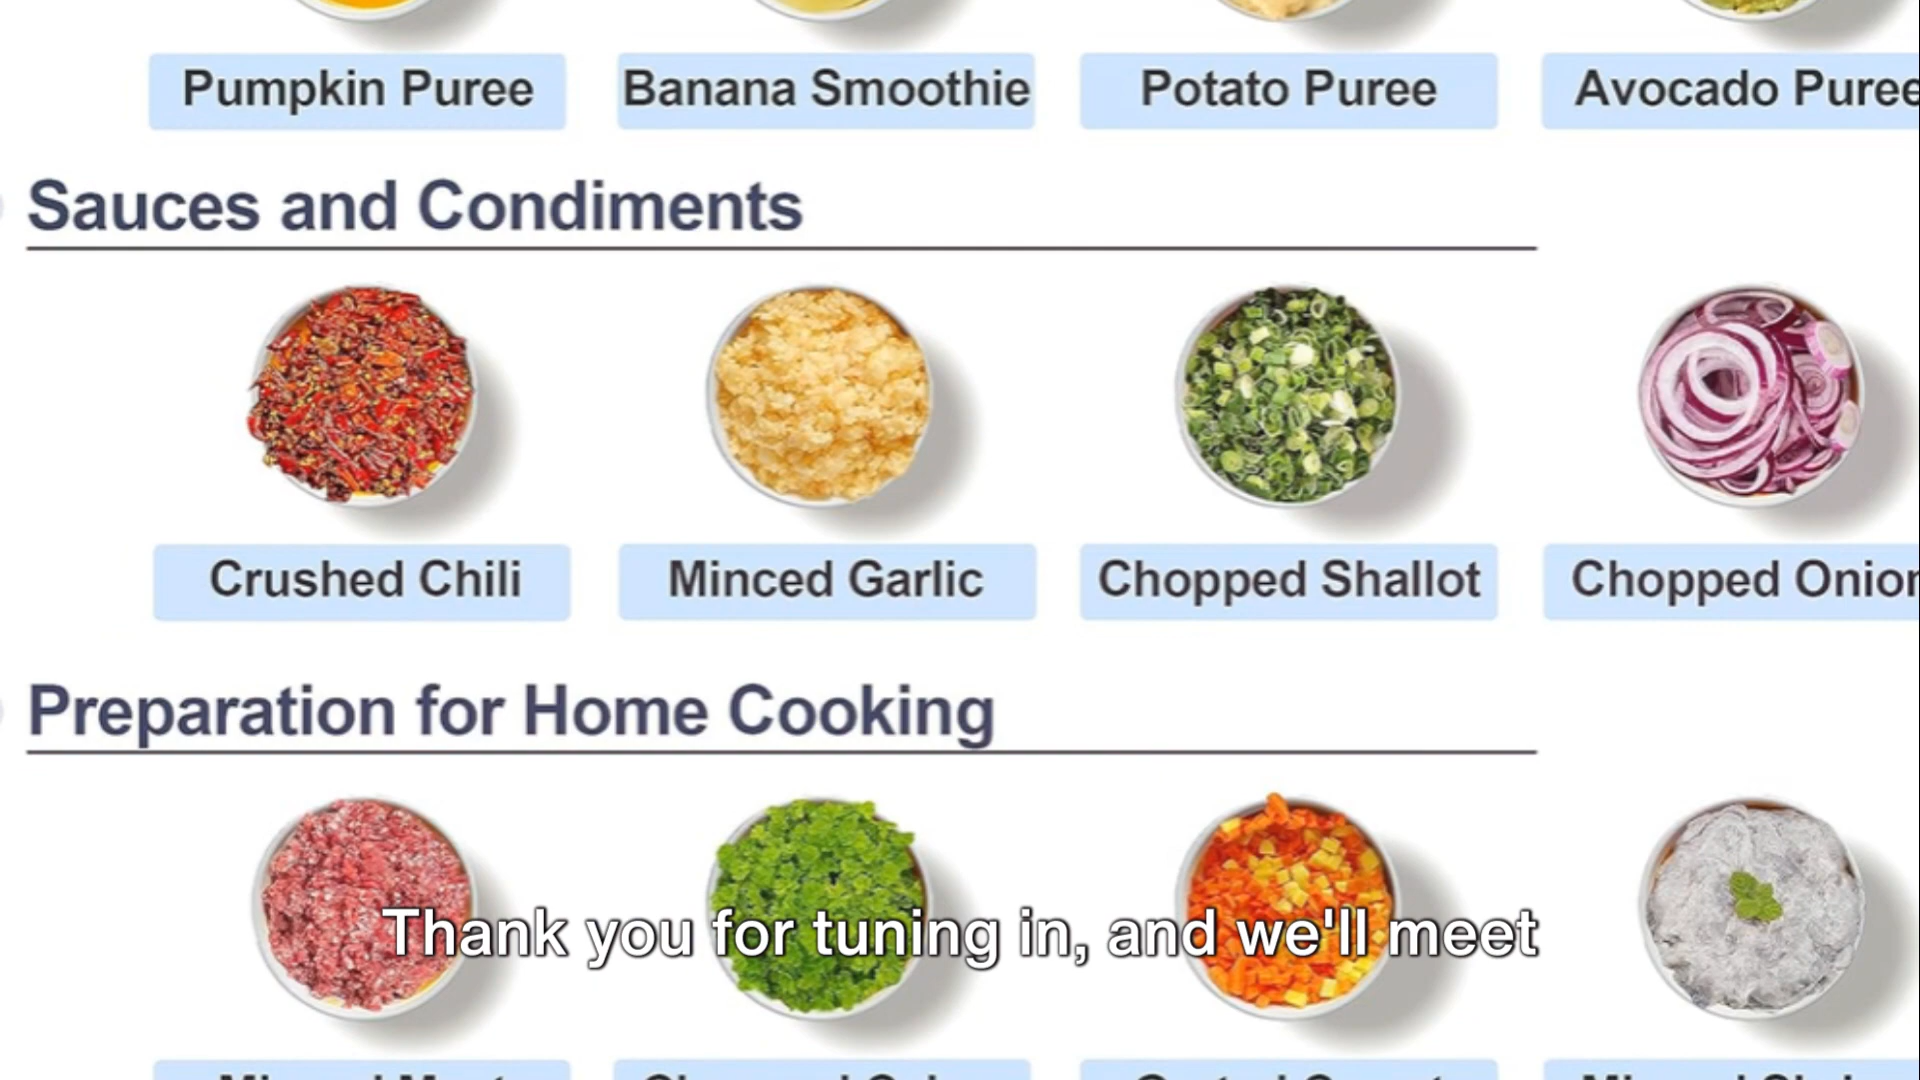 Pumpkin Puree
Banana Smoothie
Potato Puree
Avocado Puree
Sauces and Condiments
Crushed Chili
Minced Garlic
Chopped Shallot
Chopped Onion
Preparation for Home Cooking
Thank you for tuning in, and we'll meet